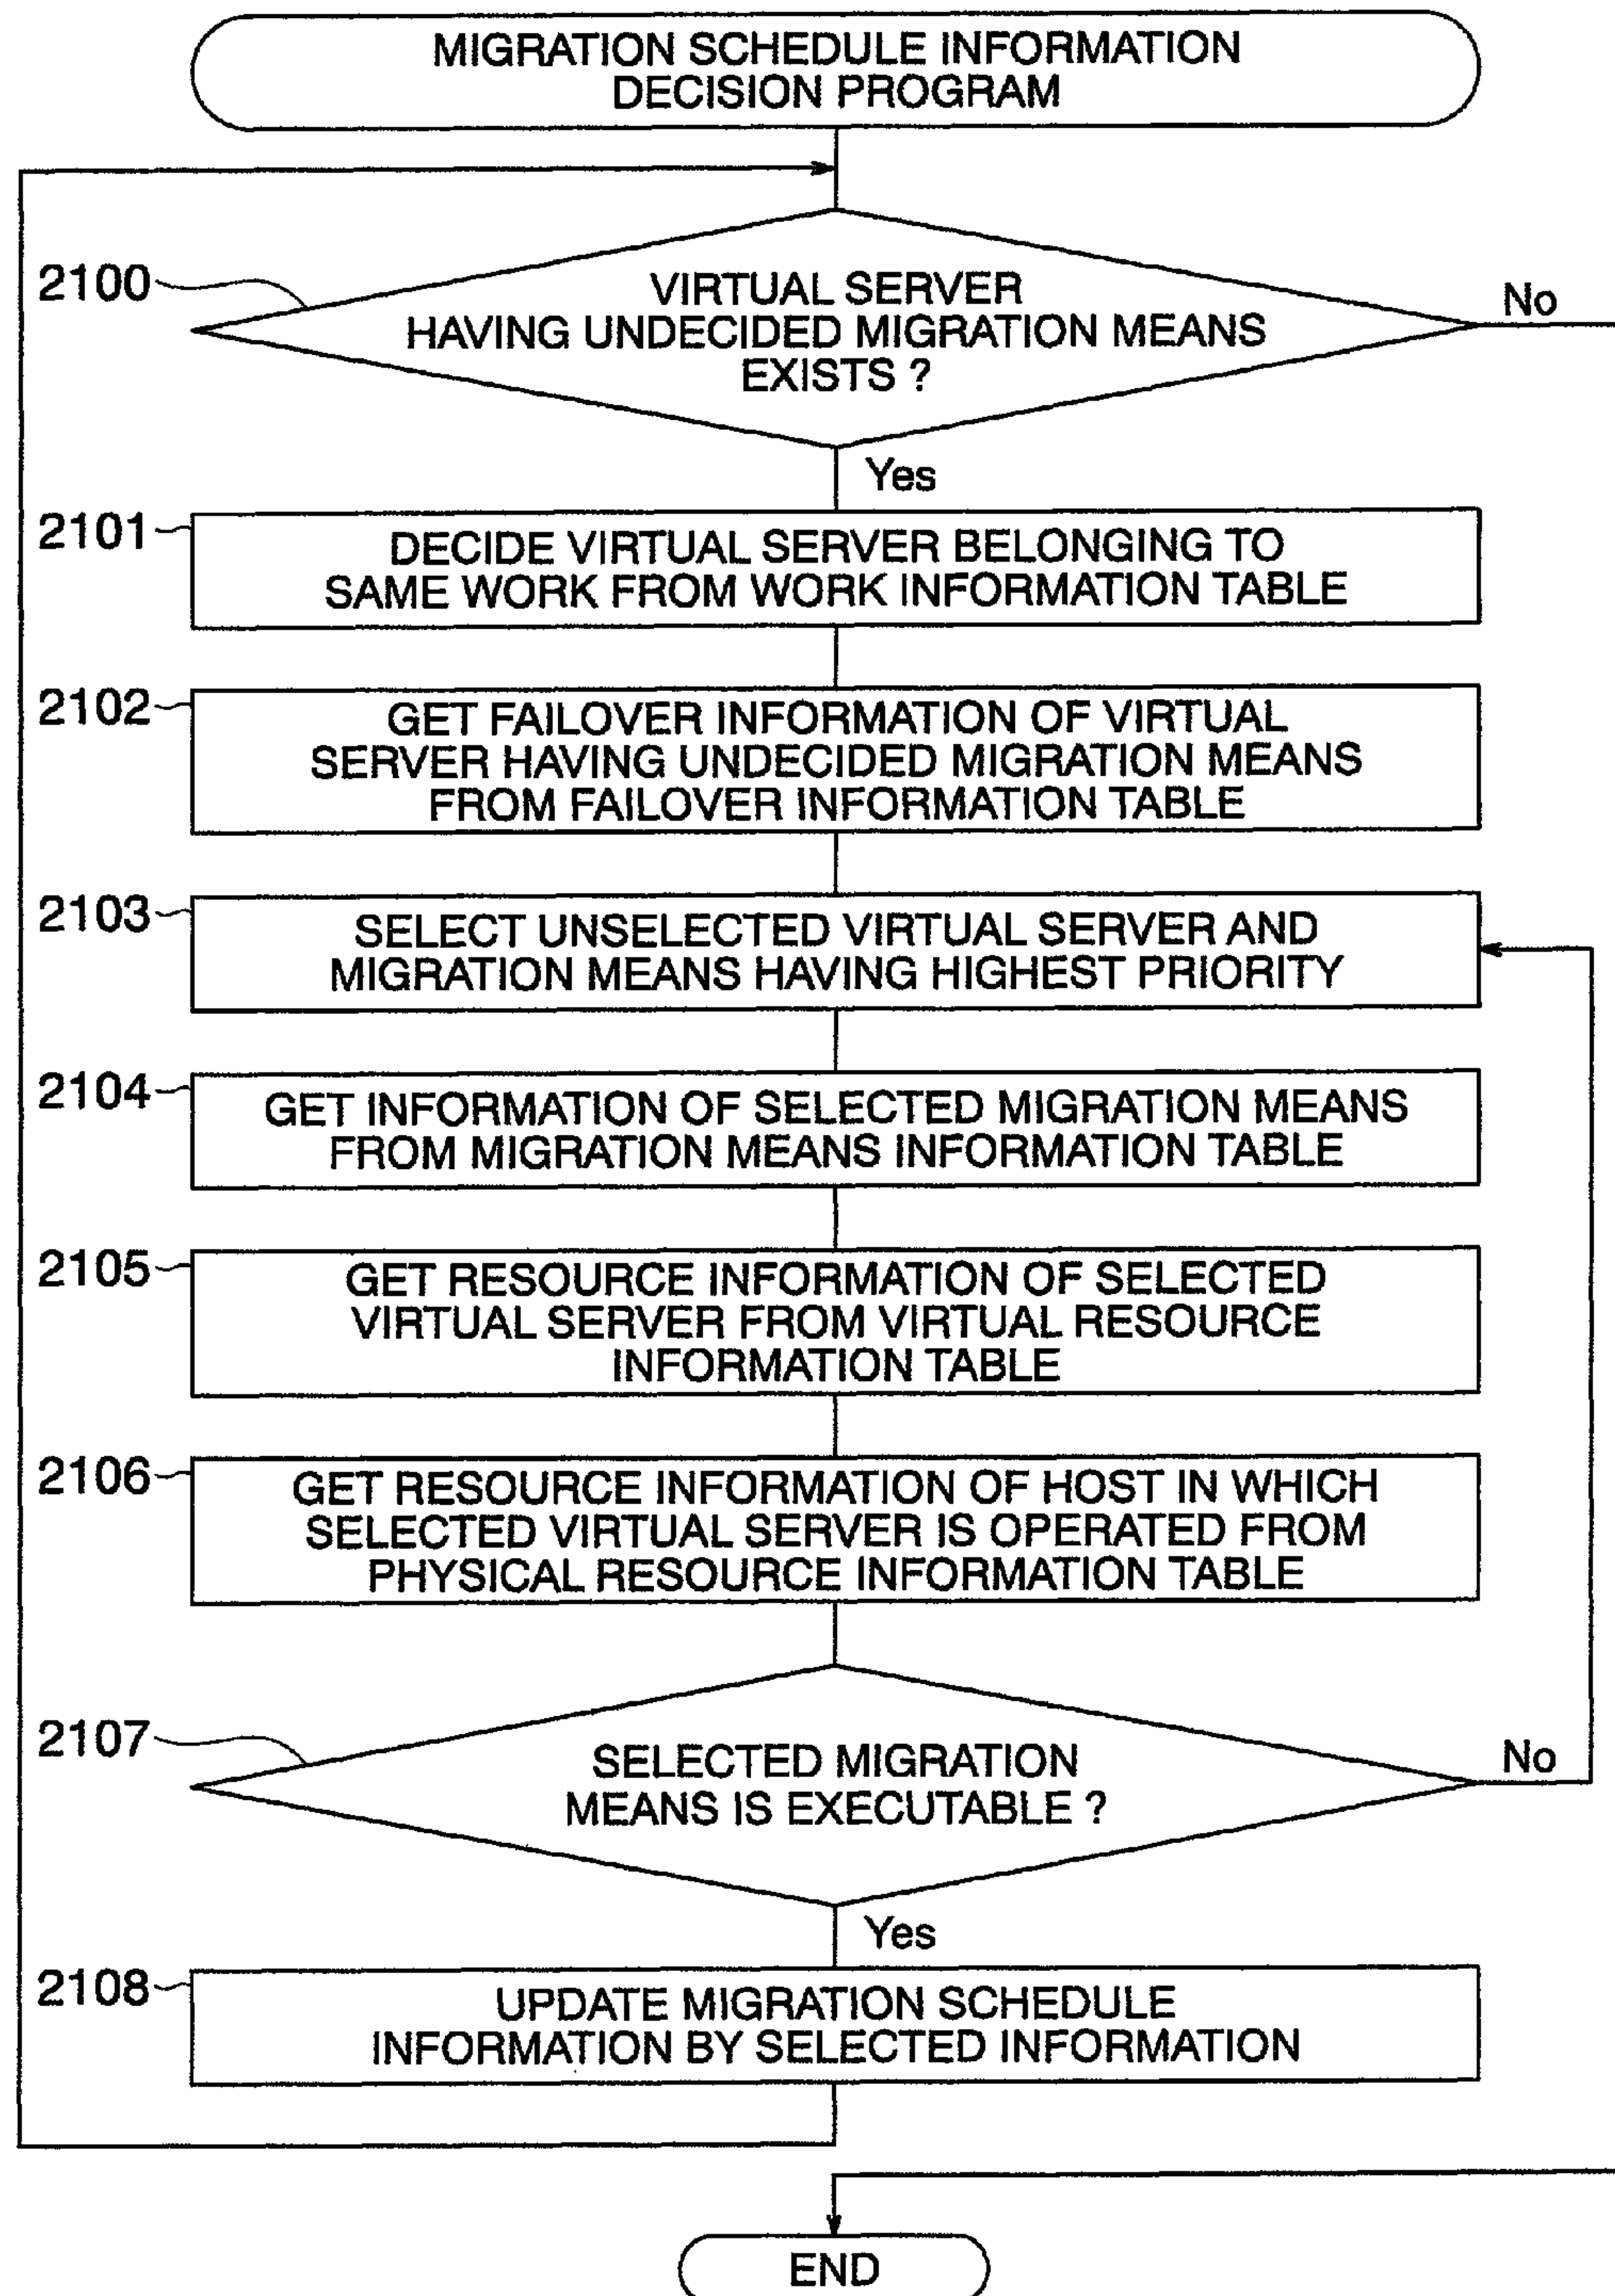 MIGRATION SCHEDULE INFORMATION
DECISION PROGRAM
2100
VIRTUAL SERVER
HAVING UNDECIDED MIGRATION MEANS
EXISTS ?
No
Yes
2101
DECIDE VIRTUAL SERVER BELONGING TO
SAME WORK FROM WORK INFORMATION TABLE
2102
GET FAILOVER INFORMATION OF VIRTUAL
SERVER HAVING UNDECIDED MIGRATION MEANS
FROM FAILOVER INFORMATION TABLE
2103
SELECT UNSELECTED VIRTUAL SERVER AND
MIGRATION MEANS HAVING HIGHEST PRIORITY
2104
GET INFORMATION OF SELECTED MIGRATION MEANS
FROM MIGRATION MEANS INFORMATION TABLE
2105
GET RESOURCE INFORMATION OF SELECTED
VIRTUAL SERVER FROM VIRTUAL RESOURCE
INFORMATION TABLE
2106
GET RESOURCE INFORMATION OF HOST IN WHICH
SELECTED VIRTUAL SERVER IS OPERATED FROM
PHYSICAL RESOURCE INFORMATION TABLE
2107
SELECTED MIGRATION
MEANS IS EXECUTABLE ?
No
Yes
2108
UPDATE MIGRATION SCHEDULE
INFORMATION BY SELECTED INFORMATION
END